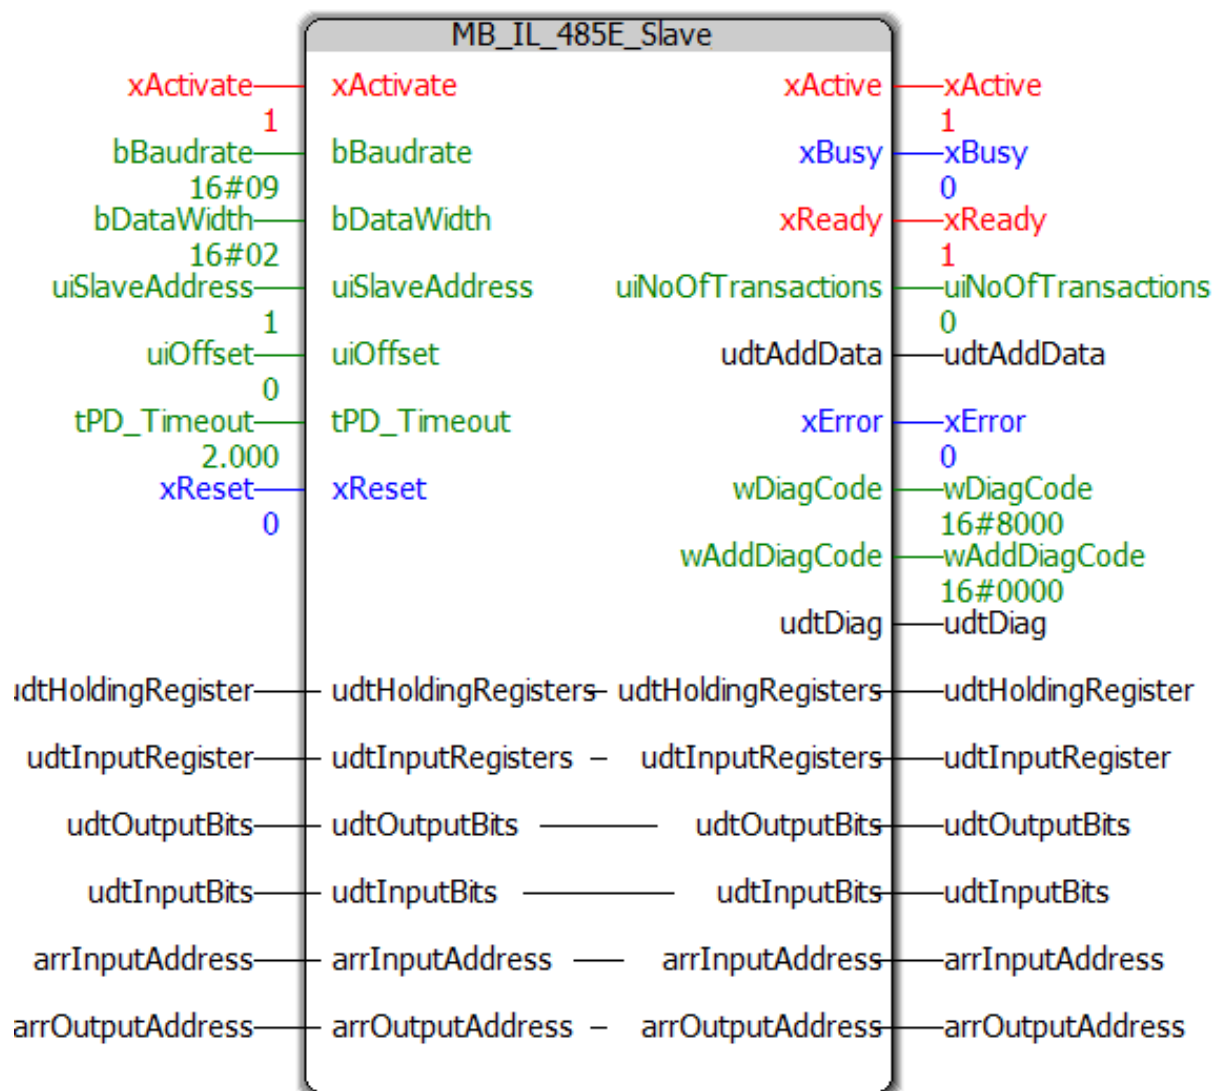 MB_IL_485E_Slave
xActivate xActivate xActive xActive
1 1
bBaudrate bBaudrate xBusy xBusy
16#09 0
bDataWidth bDataWidth xReady xReady
16#02 1
uiSlaveAddress uiSlaveAddress uiNoOfTransactions uiNoOfTransactions
1 0
uiOffset uiOffset udtAddData udtAddData
0
tPD_Timeout tPD_Timeout xError xError
2.000 0
xReset xReset wDiagCode wDiagCode
0 16#8000
wAddDiagCode wAddDiagCode
16#0000
udtDiag udtDiag
udtHoldingRegister udtHoldingRegisters udtHoldingRegisters udtHoldingRegister
udtInputRegister udtInputRegisters udtInputRegisters udtInputRegister
udtOutputBits udtOutputBits udtOutputBits udtOutputBits
udtInputBits udtInputBits udtInputBits udtInputBits
arrInputAddress arrInputAddress arrInputAddress arrInputAddress
arrOutputAddress arrOutputAddress arrOutputAddress arrOutputAddress